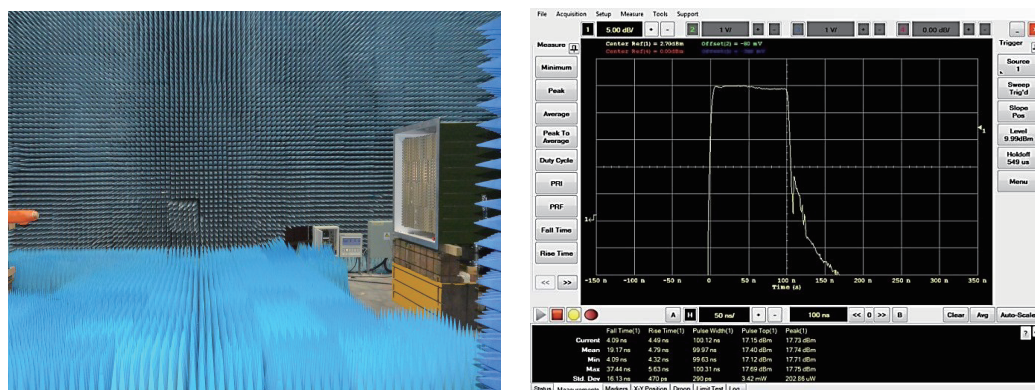 File Acquisition Setup Measure Tools Support
1 5.00 dB/ + - 2 1 V/ + - 3 1 V/ + - 0.00 dB/ + -
Measure
Center Ref(1) = 2.70dBm Offset(2) = -60 mV
Trigger
Minimum
Peak
Average
Peak To Average
Duty Cycle
PRI
PRF
Fall Time
Rise Time
<< >>
Source 1
Sweep Trig'd
Slope Pos
Level 9.99dBm
Holdoff 549 us
Menu
1
1
-150 n -100 n -50 n 0 n 50 n 100 n 150 n 200 n 250 n 300 n 350 n
Time (s)
A H 50 ns/ + - 100 ns << 0 >> B Clear Avg Auto-Scale
Fall Time(1) Rise Time(1) Pulse Width(1) Pulse Top(1) Peak(1)
Current 4.09 ns 4.49 ns 100.12 ns 17.15 dBm 17.73 dBm
Mean 19.17 ns 4.79 ns 99.97 ns 17.40 dBm 17.74 dBm
Min 4.09 ns 4.32 ns 99.63 ns 17.12 dBm 17.71 dBm
Max 37.44 ns 5.63 ns 100.31 ns 17.69 dBm 17.75 dBm
Std. Dev 16.13 ns 470 ps 290 ps 3.42 mW 202.86 uW
?
Status Measurements Markers X-Y Position Droop Limit Test Log